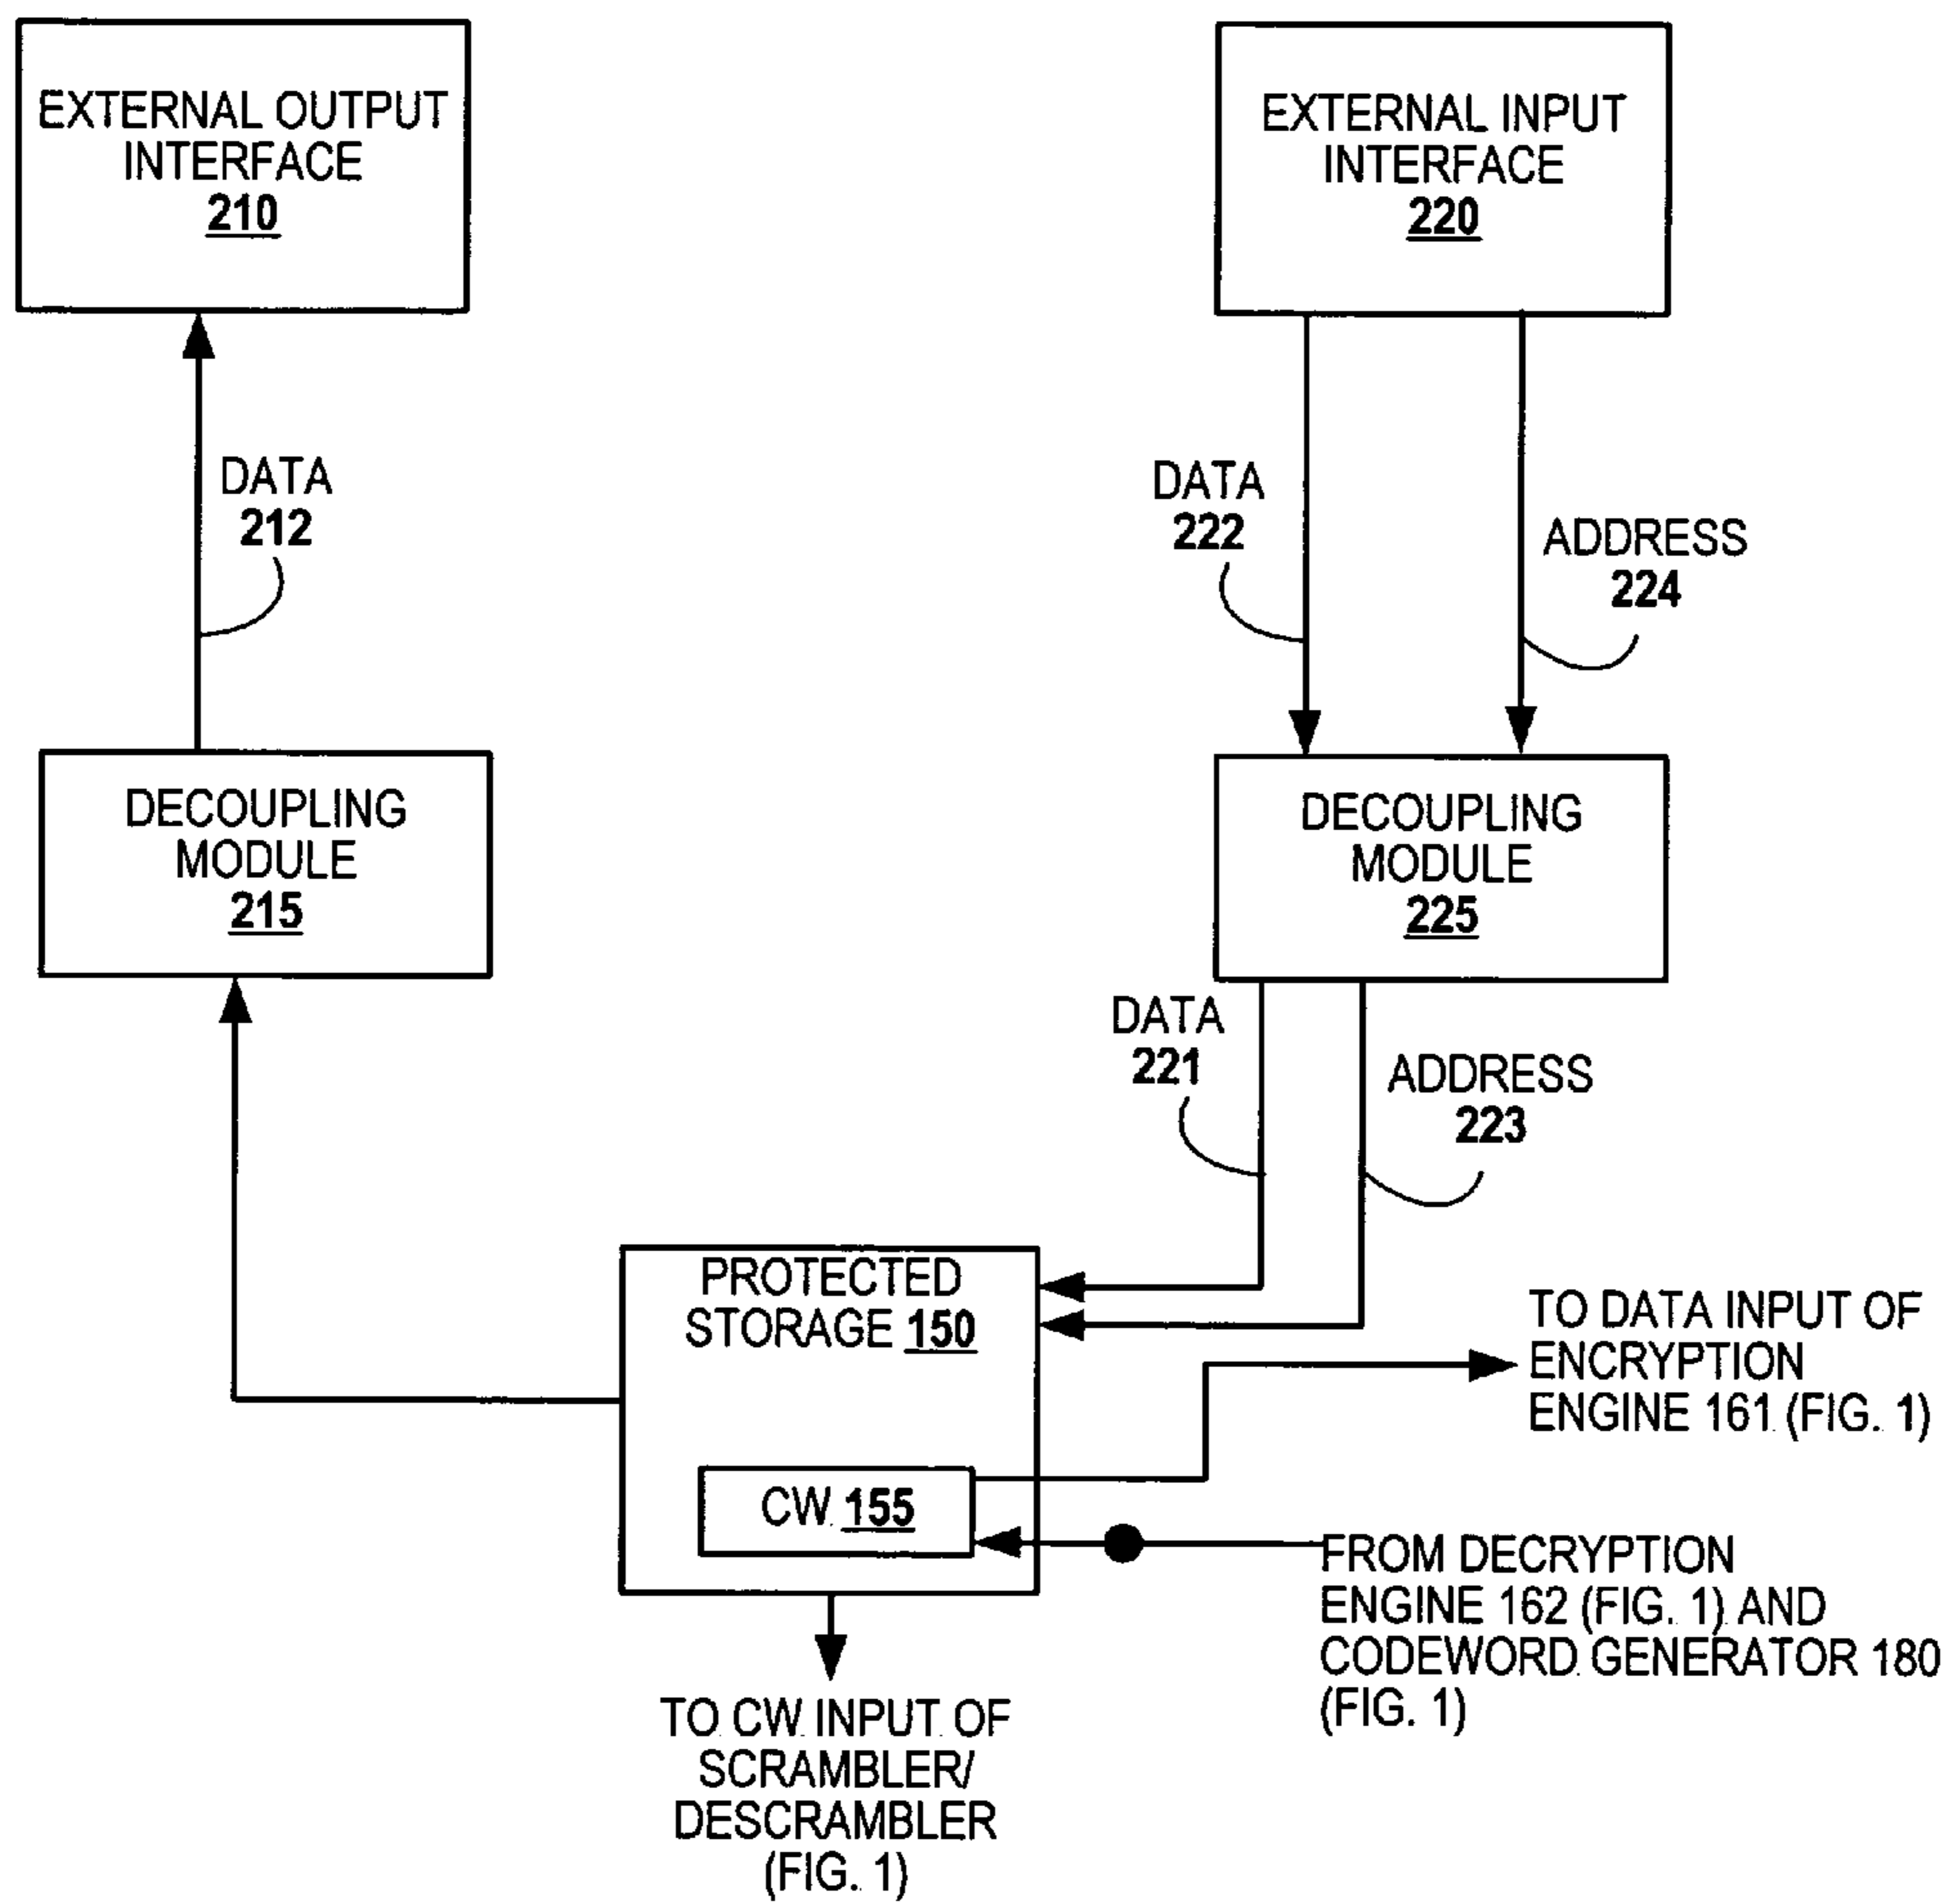 EXTERNAL OUTPUT
INTERFACE
210
EXTERNAL INPUT
INTERFACE
220
DATA
212
DATA
222
ADDRESS
224
DECOUPLING
MODULE
215
DECOUPLING
MODULE
225
DATA
221
ADDRESS
223
PROTECTED
STORAGE 150
TO DATA INPUT OF
ENCRYPTION
ENGINE 161 (FIG. 1)
CW 155
FROM DECRYPTION
ENGINE 162 (FIG. 1) AND
CODEWORD GENERATOR 180
(FIG. 1)
TO CW INPUT OF
SCRAMBLER/
DESCRAMBLER
(FIG. 1)